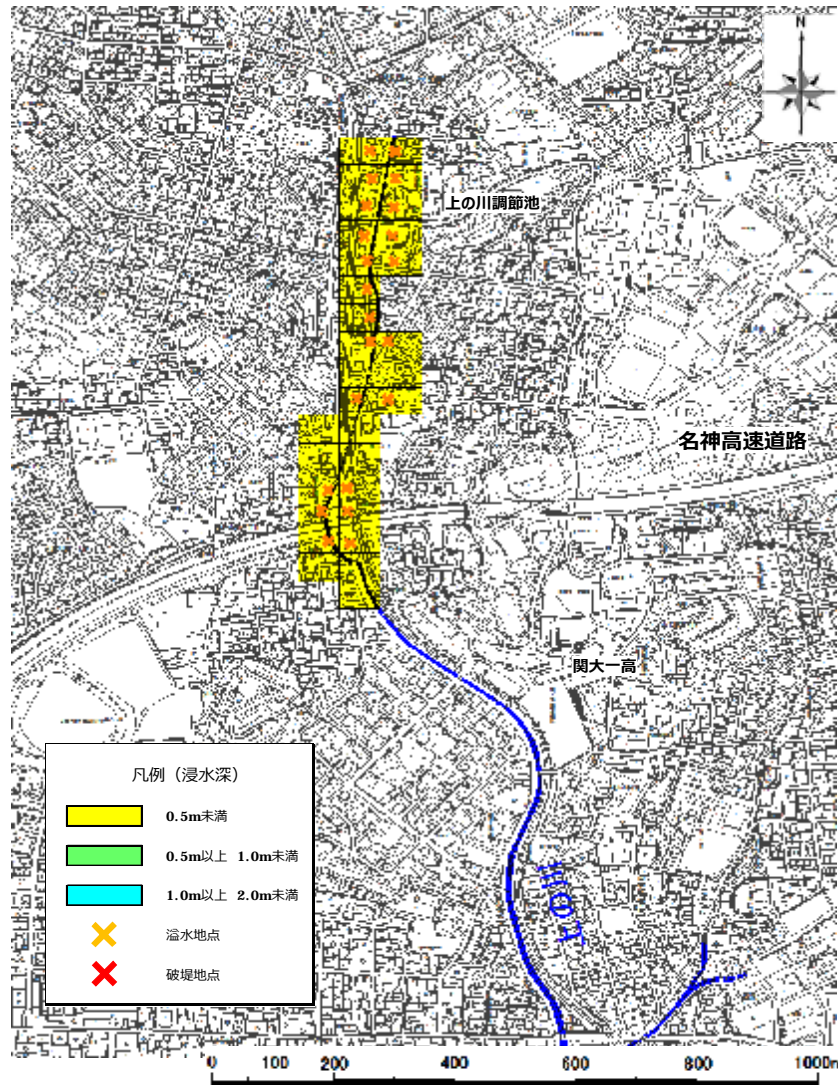 N
上の川調節池
名神高速道路
関大一高
上の川
凡例（浸水深）
0.5m未満
0.5m以上 1.0m未満
1.0m以上 2.0m未満
溢水地点
破堤地点
0 100 200 400 600 800 1000m